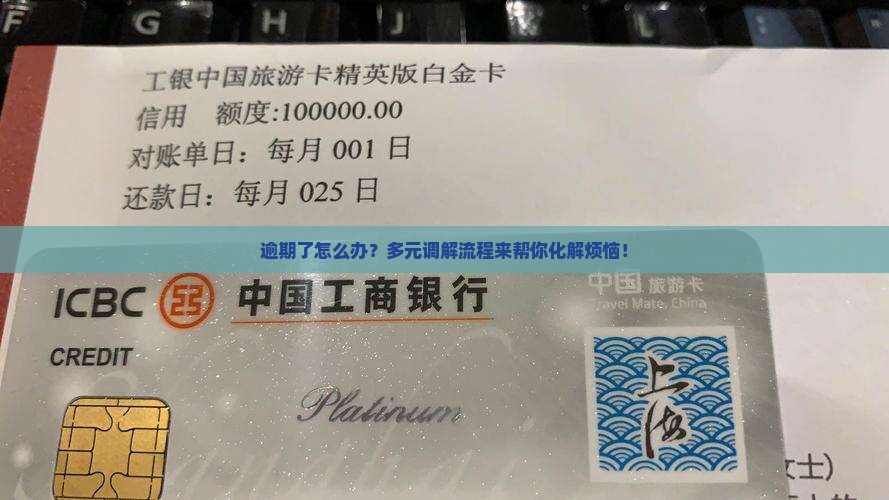 F G H J
工银中国旅游卡精英版白金卡
信用 额度:100000.00
对账单日：每月 001 日
还款日：每月 025 日
逾期了怎么办？多元调解流程来帮你化解烦恼！
ICBC 中国工商银行
中国 旅游卡
Travel Mate, China
CREDIT
Platinum
上海
女士)